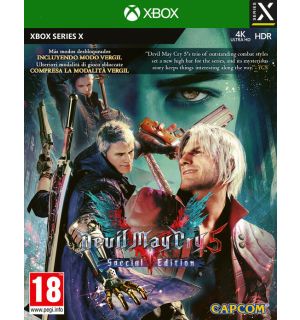 XBOX
SERIES X
XBOX SERIES X
4K
ULTRA HD
HDR
Más modos desbloqueados
INCLUYENDO MODO VERGIL
Ulteriori modalità di gioco sbloccate
COMPRESA LA MODALITÀ VERGIL
"Devil May Cry 5's trio of outstanding combat styles
set a new high bar for the series, and its mysterious
story keeps things interesting along the way."
Devil May Cry 5
Special Edition
18
www.pegi.info
CAPCOM